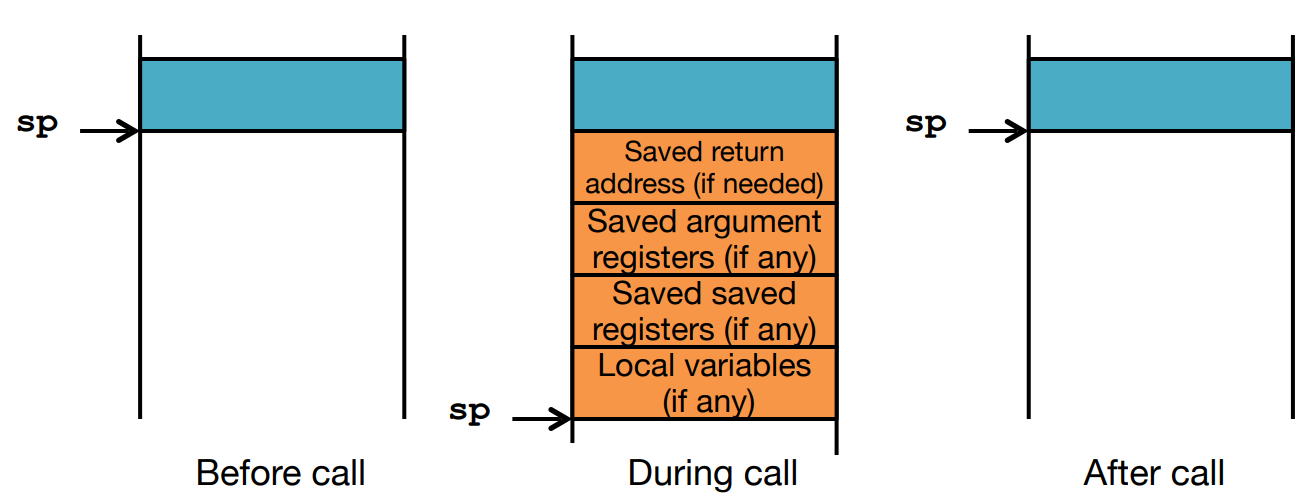 sp
Before call
sp
Saved return
address (if needed)
Saved argument
registers (if any)
Saved saved
registers (if any)
Local variables
(if any)
During call
sp
After call